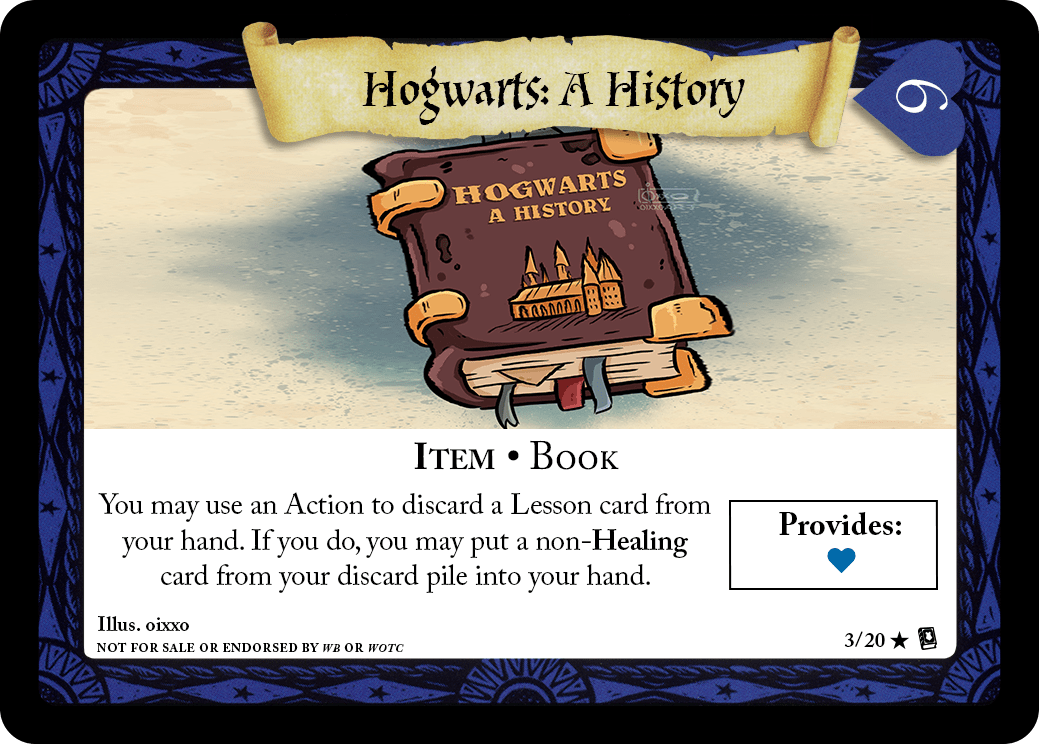 Hogwarts: A History
6
HOGWARTS
A HISTORY
oixxo
ITEM • BOOK
You may use an Action to discard a Lesson card from
your hand. If you do, you may put a non-Healing
card from your discard pile into your hand.
Provides:
Illus. oixxo
NOT FOR SALE OR ENDORSED BY WB OR WOTC
3/20 ★